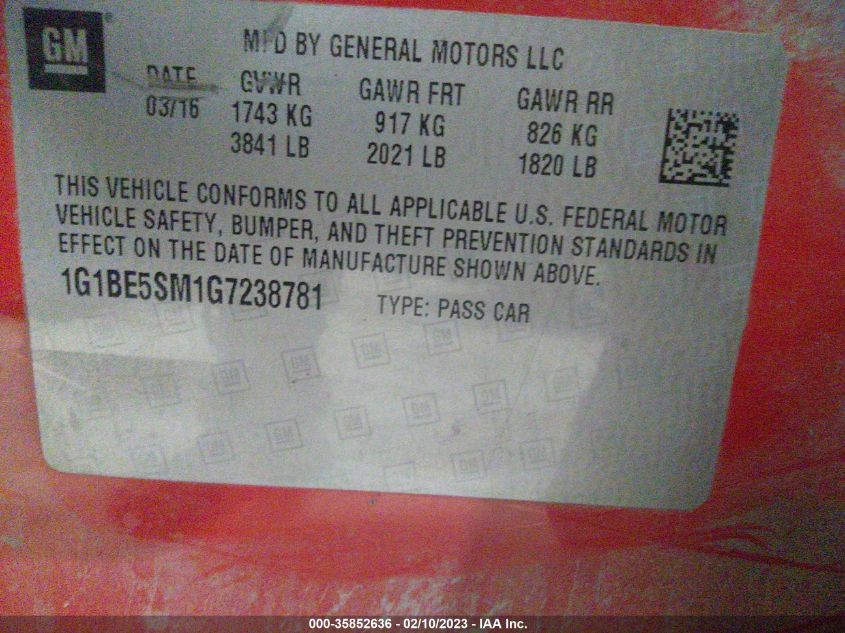 GM
MFD BY GENERAL MOTORS LLC
DATE GVWR GAWR FRT GAWR RR
03/16 1743 KG 917 KG 826 KG
3841 LB 2021 LB 1820 LB
THIS VEHICLE CONFORMS TO ALL APPLICABLE U.S. FEDERAL MOTOR
VEHICLE SAFETY, BUMPER, AND THEFT PREVENTION STANDARDS IN
EFFECT ON THE DATE OF MANUFACTURE SHOWN ABOVE.
1G1BE5SM1G7238781 TYPE: PASS CAR
000-35852636 - 02/10/2023 - IAA Inc.